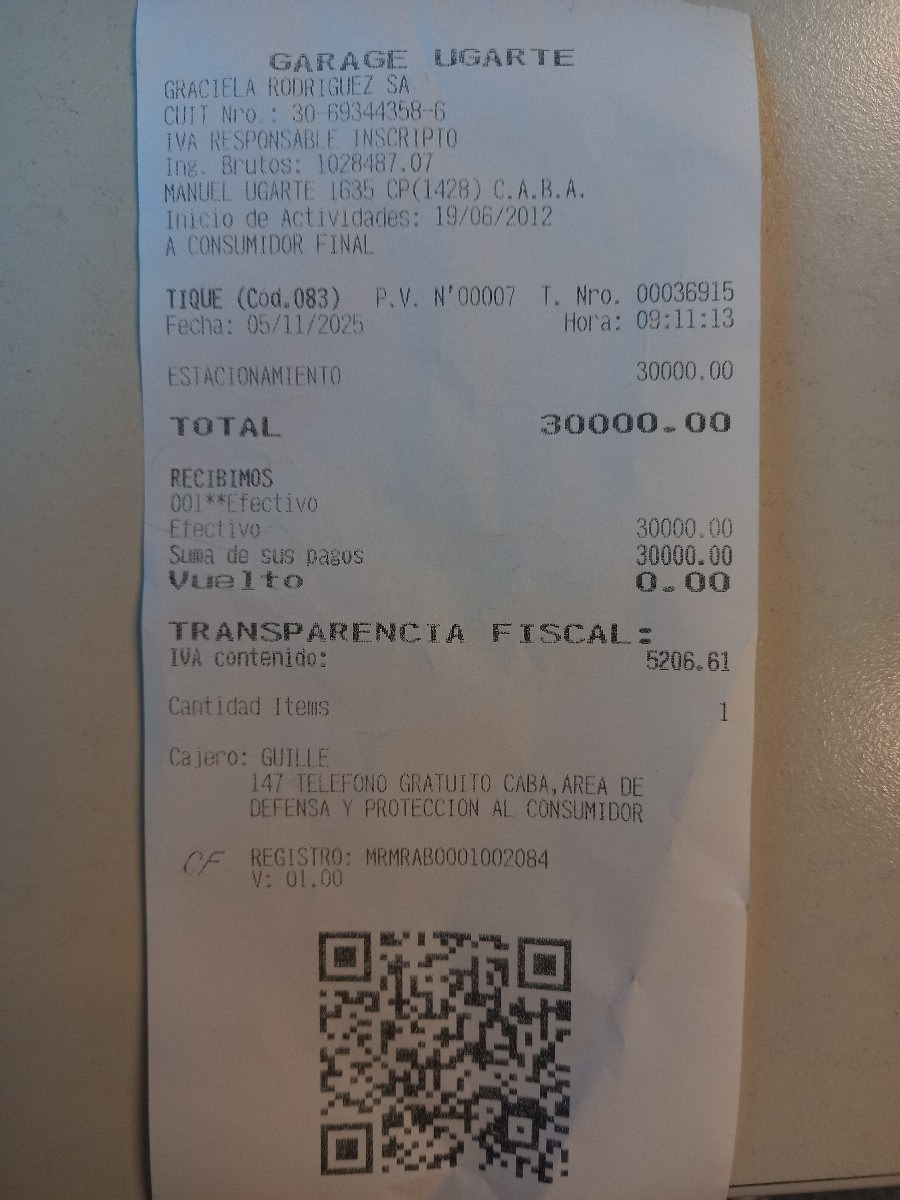 GARAGE UGARTE
GRACIELA RODRIGUEZ SA
CUIT Nro.: 30-69344358-6
IVA RESPONSABLE INSCRIPTO
Ing. Brutos: 1028487.07
MANUEL UGARTE 1635 CP(1428) C.A.B.A.
Inicio de Actividades: 19/06/2012
A CONSUMIDOR FINAL
TIQUE (Cod.083) P.V. N'00007 T. Nro. 00036915
Fecha: 05/11/2025 Hora: 09:11:13
ESTACIONAMIENTO 30000.00
TOTAL 30000.00
RECIBIMOS
001**Efectivo
Efectivo 30000.00
Suma de sus pagos 30000.00
Vuelto 0.00
TRANSPARENCIA FISCAL:
IVA contenido: 5206.61
Cantidad Items 1
Cajero: GUILLE
147 TELEFONO GRATUITO CABA,AREA DE
DEFENSA Y PROTECCION AL CONSUMIDOR
CF REGISTRO: MRMRAB0001002084
V: 01.00